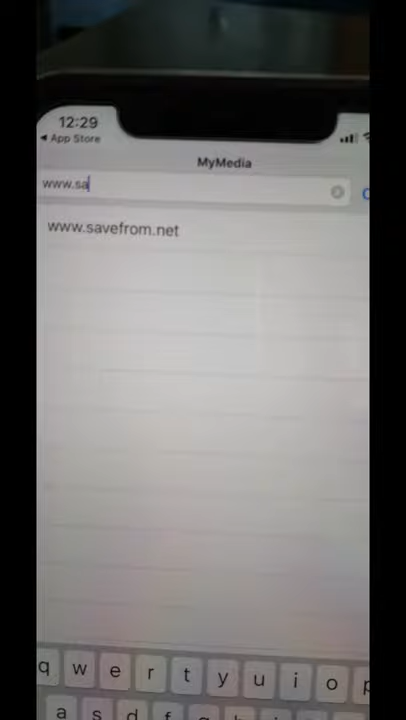 12:29
◀ App Store
MyMedia
www.sa
www.savefrom.net
q w e r t y u i o p
a s d f